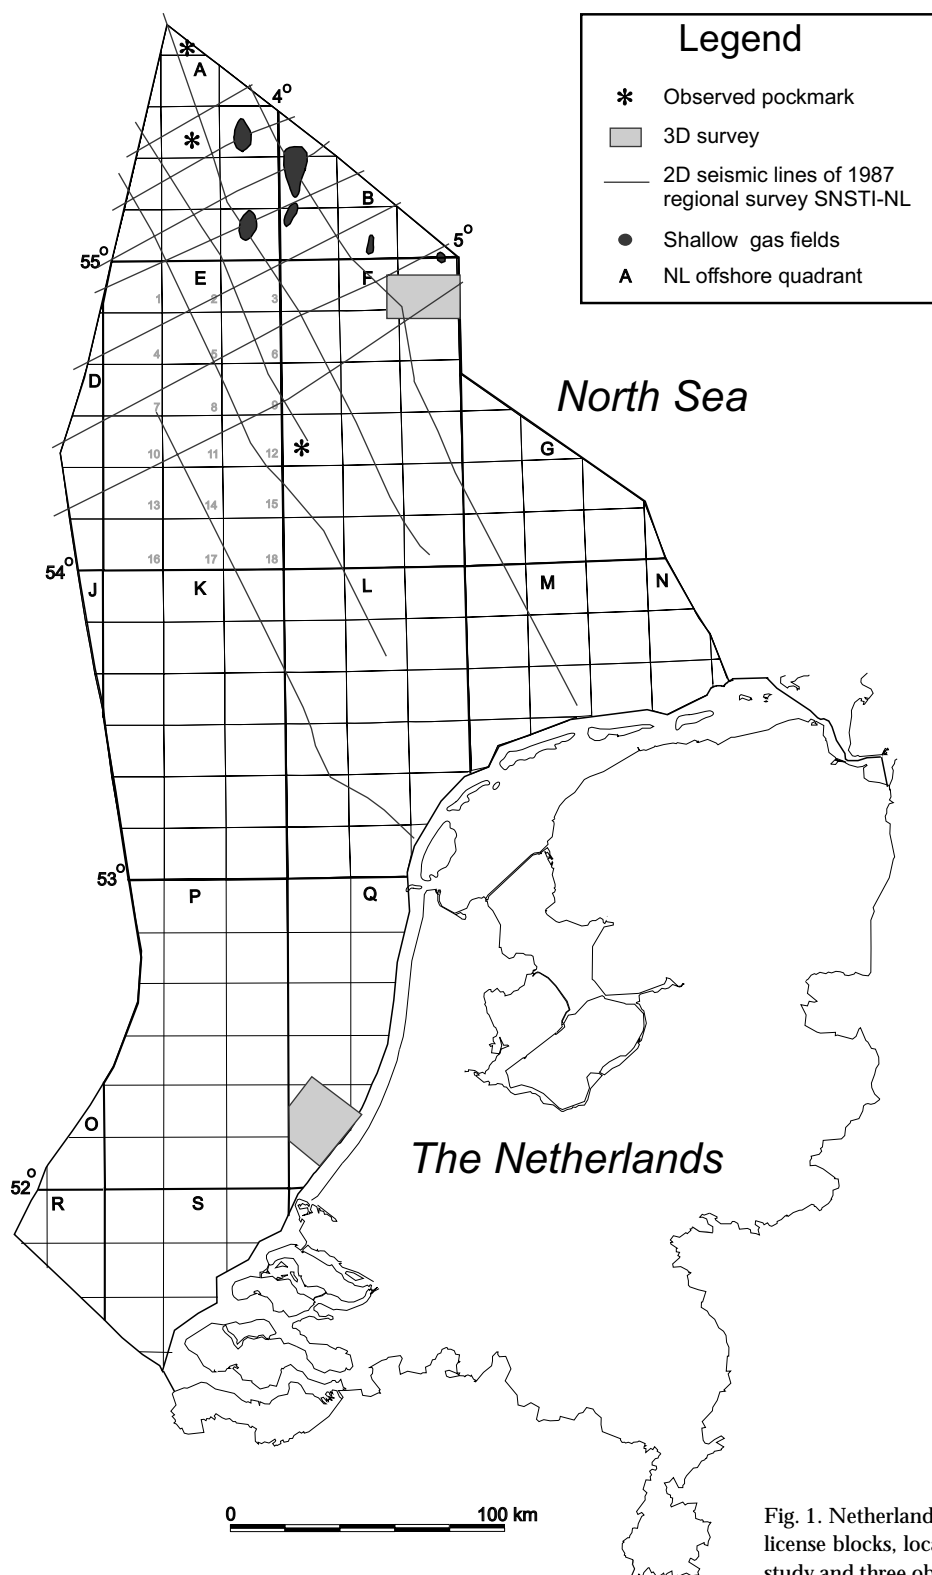 Legend
Observed pockmark
3D survey
2D seismic lines of 1987
regional survey SNSTI-NL
Shallow gas fields
A NL offshore quadrant
A
4°
B
5°
55°
E
F
1 2 3
4 5 6
D
7 8 9
North Sea
G
10 11 12
13 14 15
16 17 18
54°
J
K
L
M
N
53°
P
Q
O
The Netherlands
52°
R
S
0 100 km
Fig. 1. Netherland
license blocks, loca
study and three ob